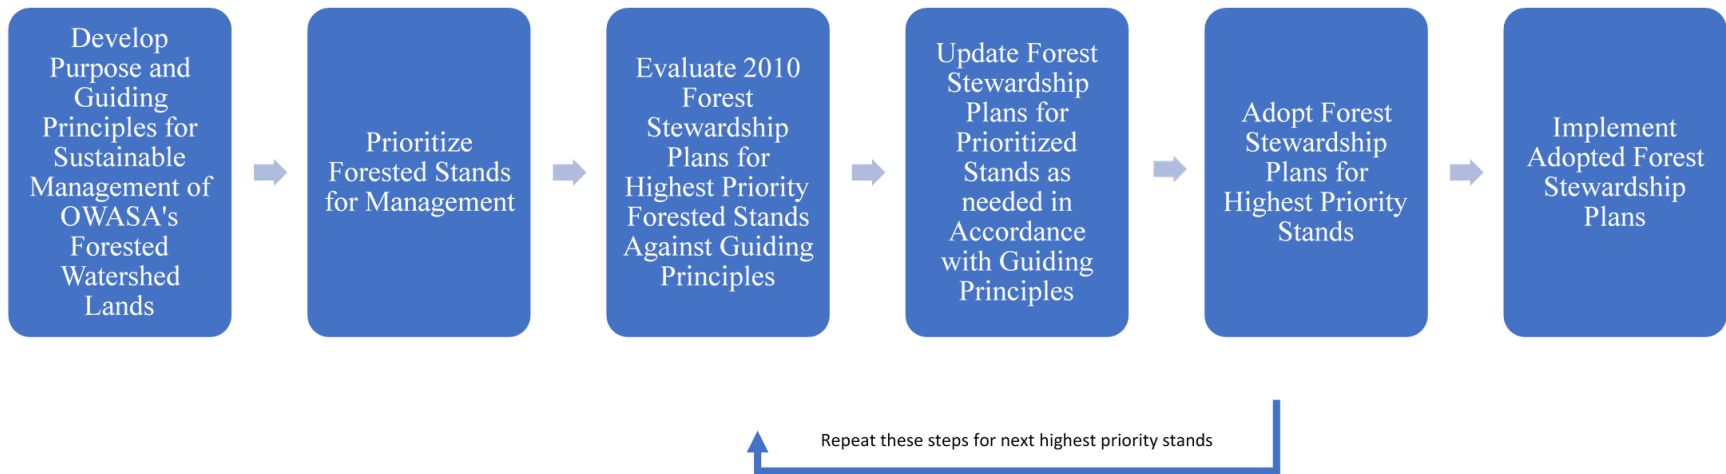 Develop
Purpose and
Guiding
Principles for
Sustainable
Management of
OWASA's
Forested
Watershed
Lands
Prioritize
Forested Stands
for Management
Evaluate 2010
Forest
Stewardship
Plans for
Highest Priority
Forested Stands
Against Guiding
Principles
Update Forest
Stewardship
Plans for
Prioritized
Stands as
needed in
Accordance
with Guiding
Principles
Adopt Forest
Stewardship
Plans for
Highest Priority
Stands
Implement
Adopted Forest
Stewardship
Plans
Repeat these steps for next highest priority stands